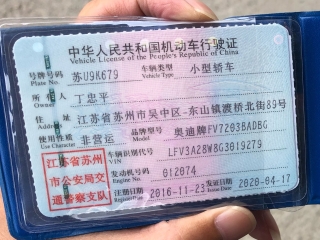 中华人民共和国机动车行驶证
Vehicle License of the People's Republic of China
号牌号码 苏U9K679 车辆类型 小型轿车
Plate No. Vehicle Type
所有人 丁忠平
Owner
住址 江苏省苏州市吴中区-东山镇渡桥北街89号
Address
使用性质 非营运 品牌型号 奥迪牌FV7203BADBG
Use Character Model
江苏省苏州市公安局交通警察支队
车辆识别代号 LFV3A28W8G3019279
VIN
发动机号码 012074
Engine No.
注册日期 2016-11-23 发证日期 2020-04-17
Register Date Issue Date